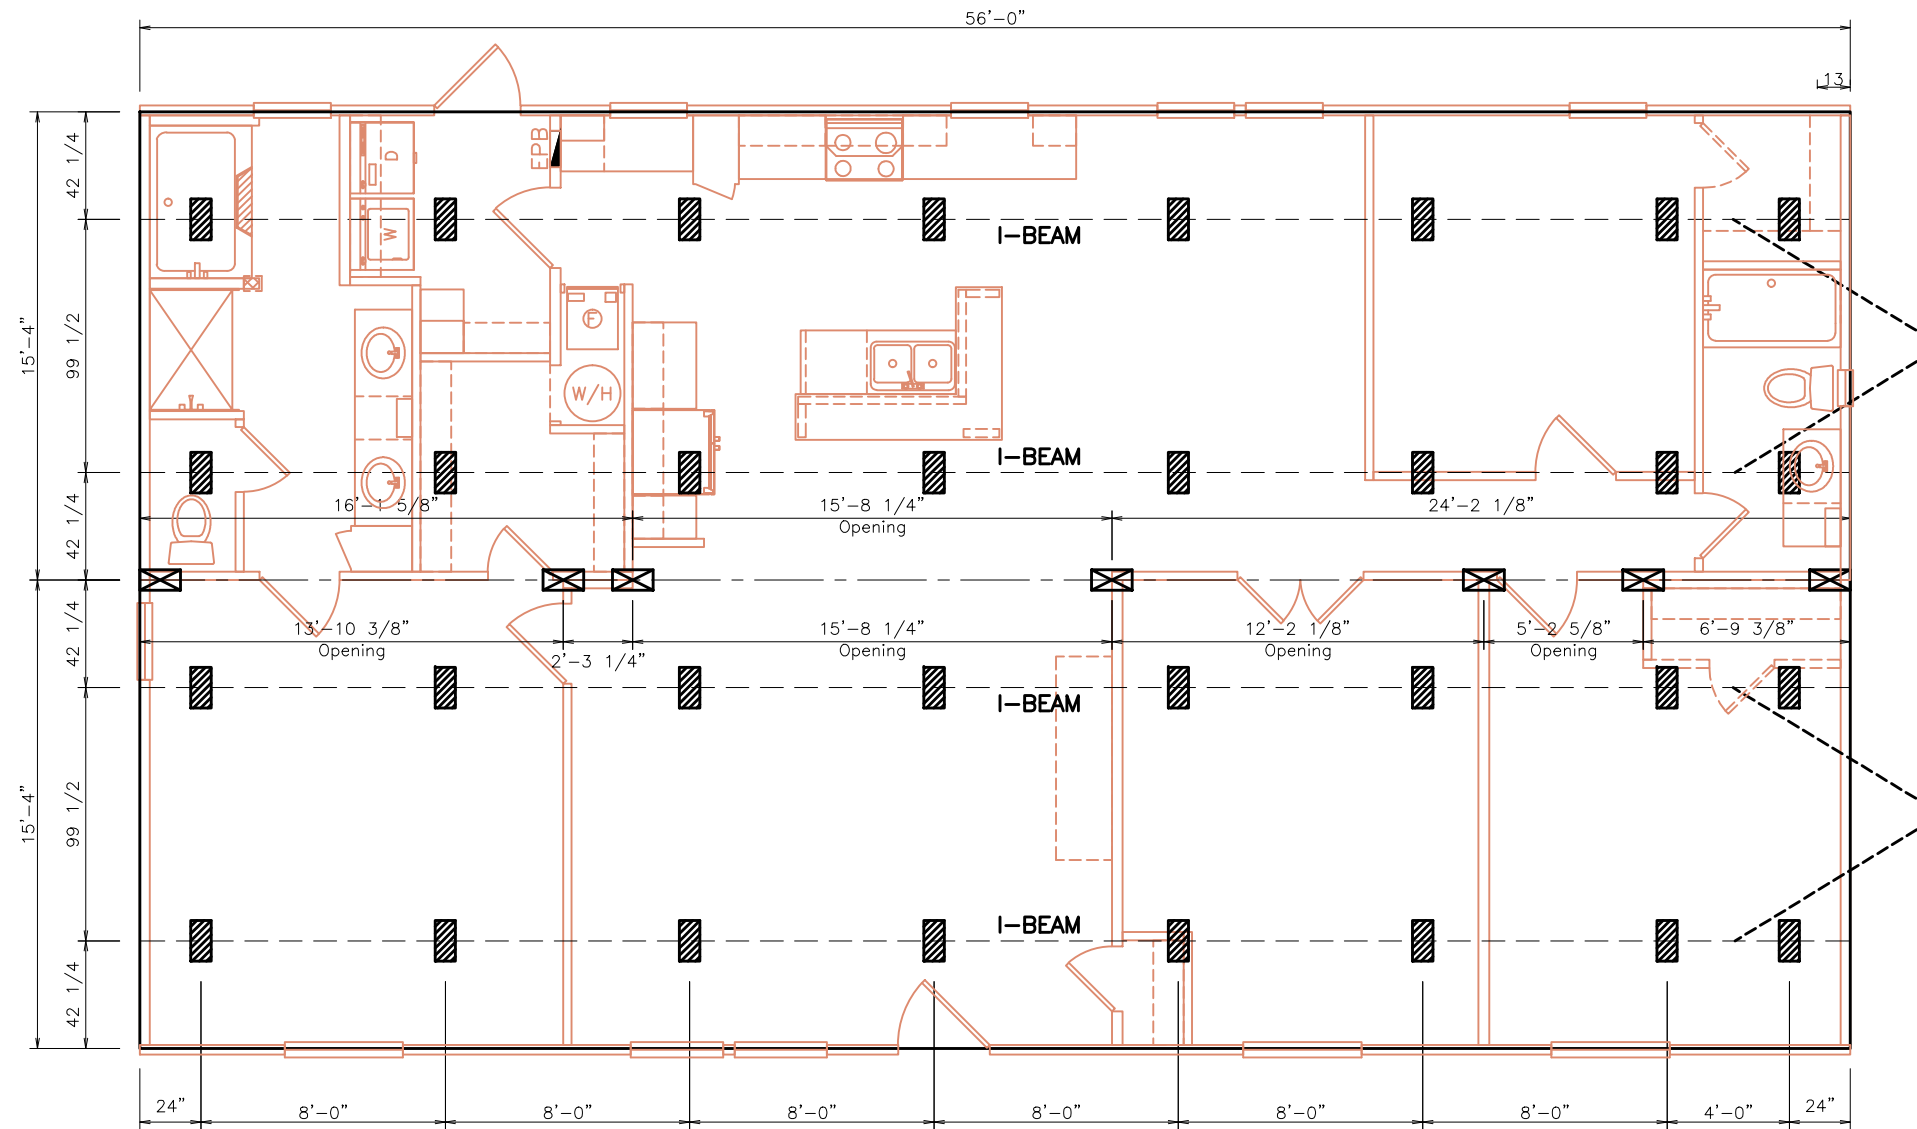 56'-0"
13
42 1/4
EPB
D
W
I-BEAM
15'-4"
99 1/2
F
W/H
I-BEAM
42 1/4
16'-1 5/8"
15'-8 1/4"
Opening
24'-2 1/8"
42 1/4
13'-10 3/8"
Opening
2'-3 1/4"
15'-8 1/4"
Opening
12'-2 1/8"
Opening
5'-2 5/8"
Opening
6'-9 3/8"
I-BEAM
15'-4"
99 1/2
I-BEAM
42 1/4
24"
8'-0"
8'-0"
8'-0"
8'-0"
8'-0"
8'-0"
4'-0"
24"